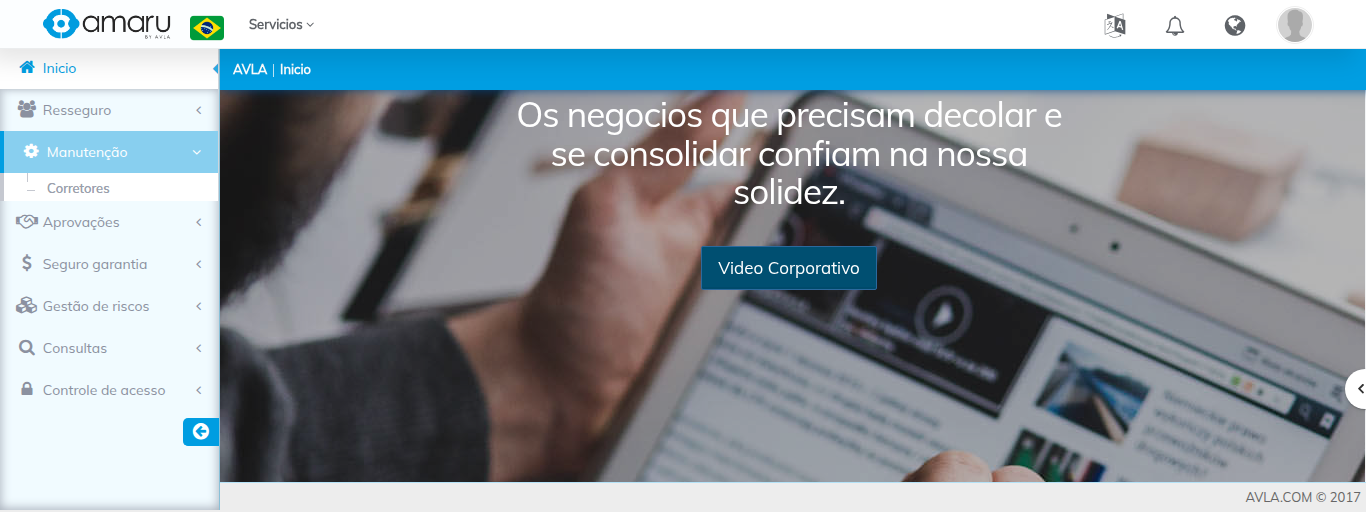 amaru
BY AVLA
Servicios
Inicio
AVLA | Inicio
Resseguro
Manutenção
Corretores
Aprovações
Seguro garantia
Gestão de riscos
Consultas
Controle de acesso
Os negocios que precisam decolar e
se consolidar confiam na nossa
solidez.
Video Corporativo
AVLA.COM © 2017